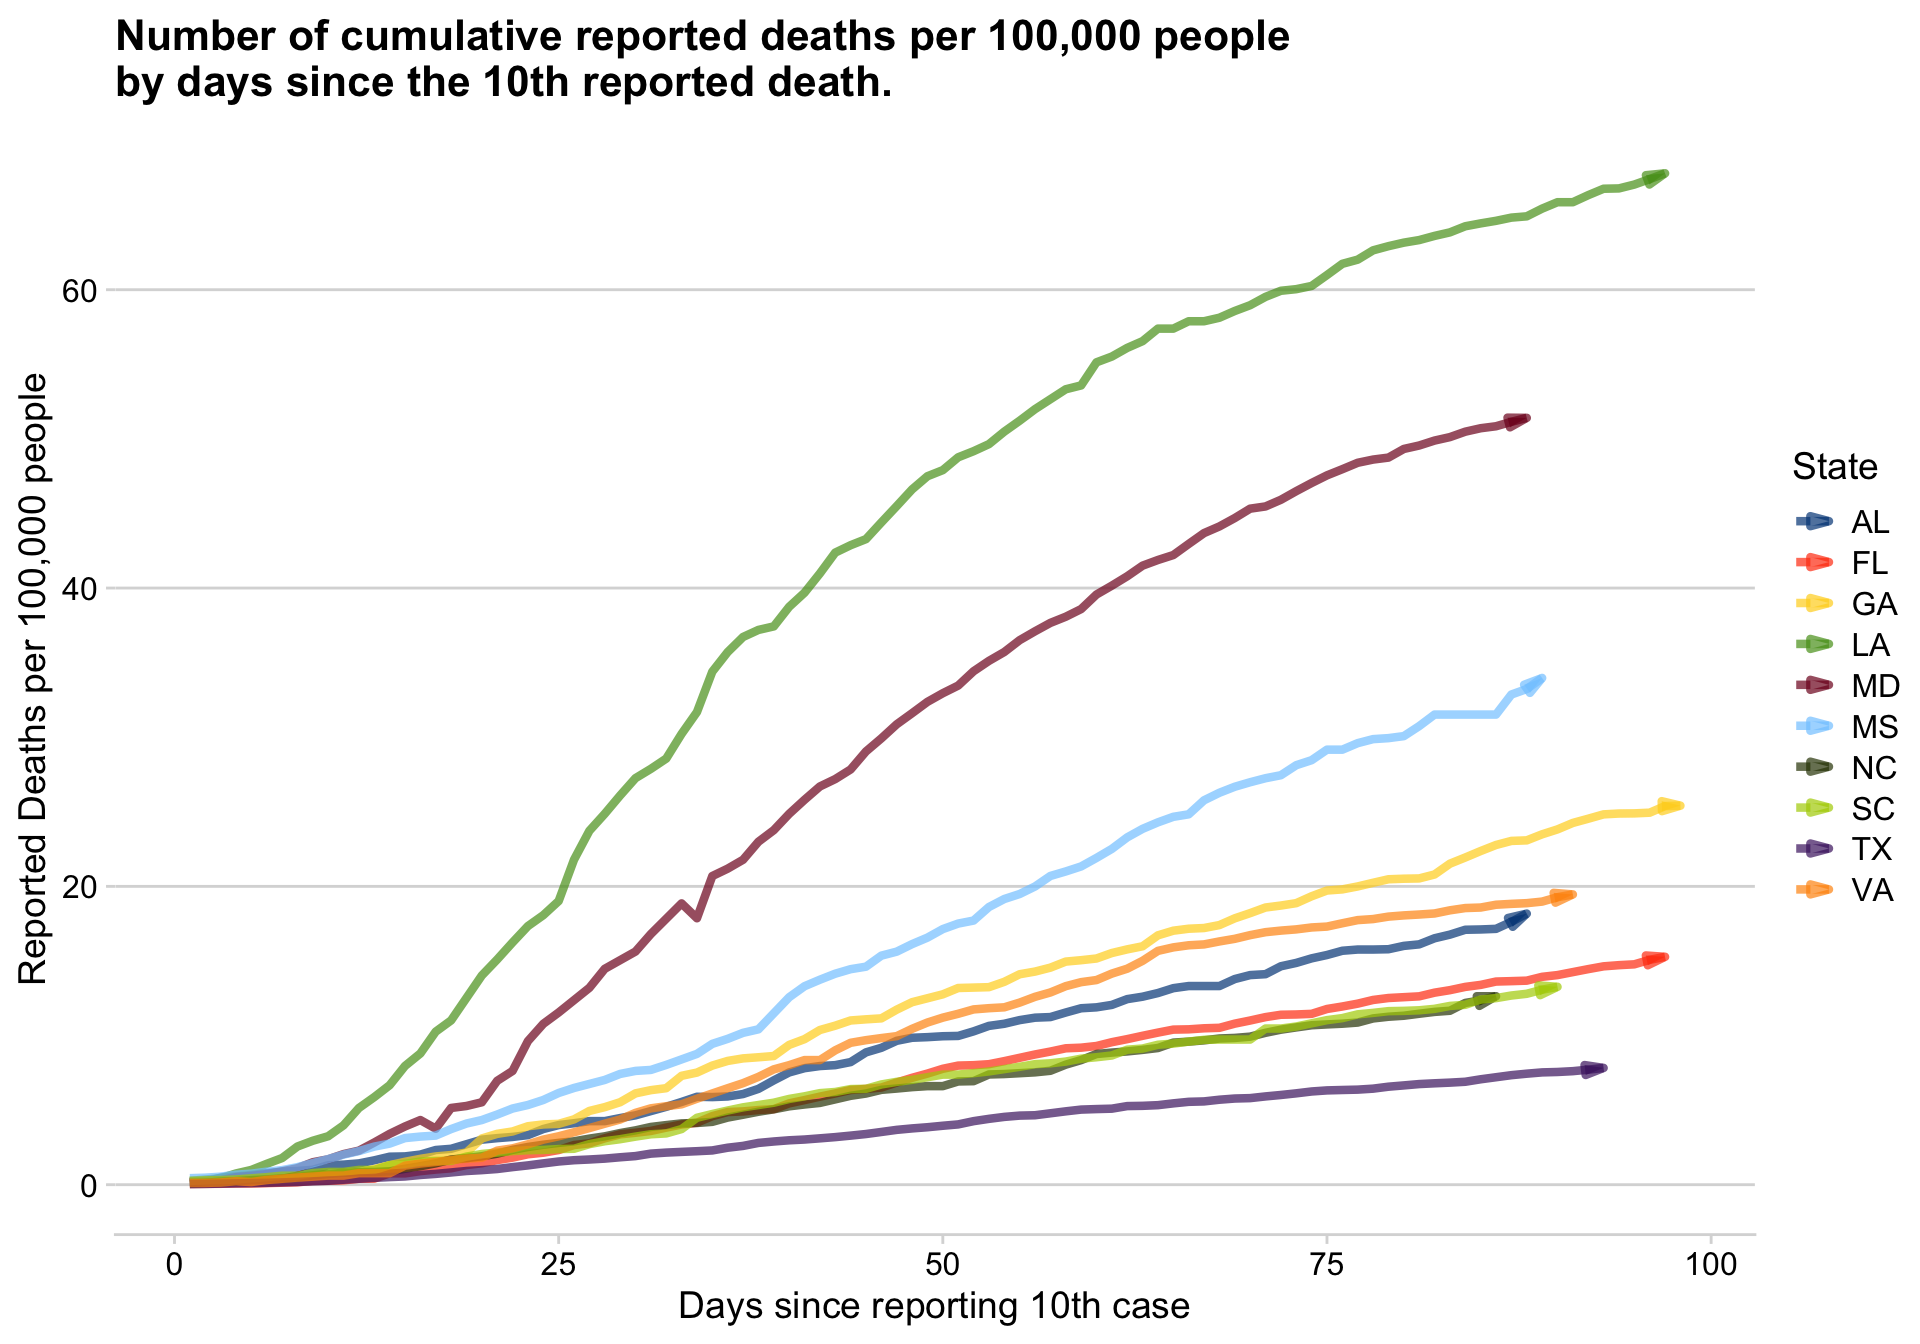 Number of cumulative reported deaths per 100,000 people
by days since the 10th reported death.
Reported Deaths per 100,000 people
60
40
20
0
0
25
50
75
100
Days since reporting 10th case
State
AL
FL
GA
LA
MD
MS
NC
SC
TX
VA